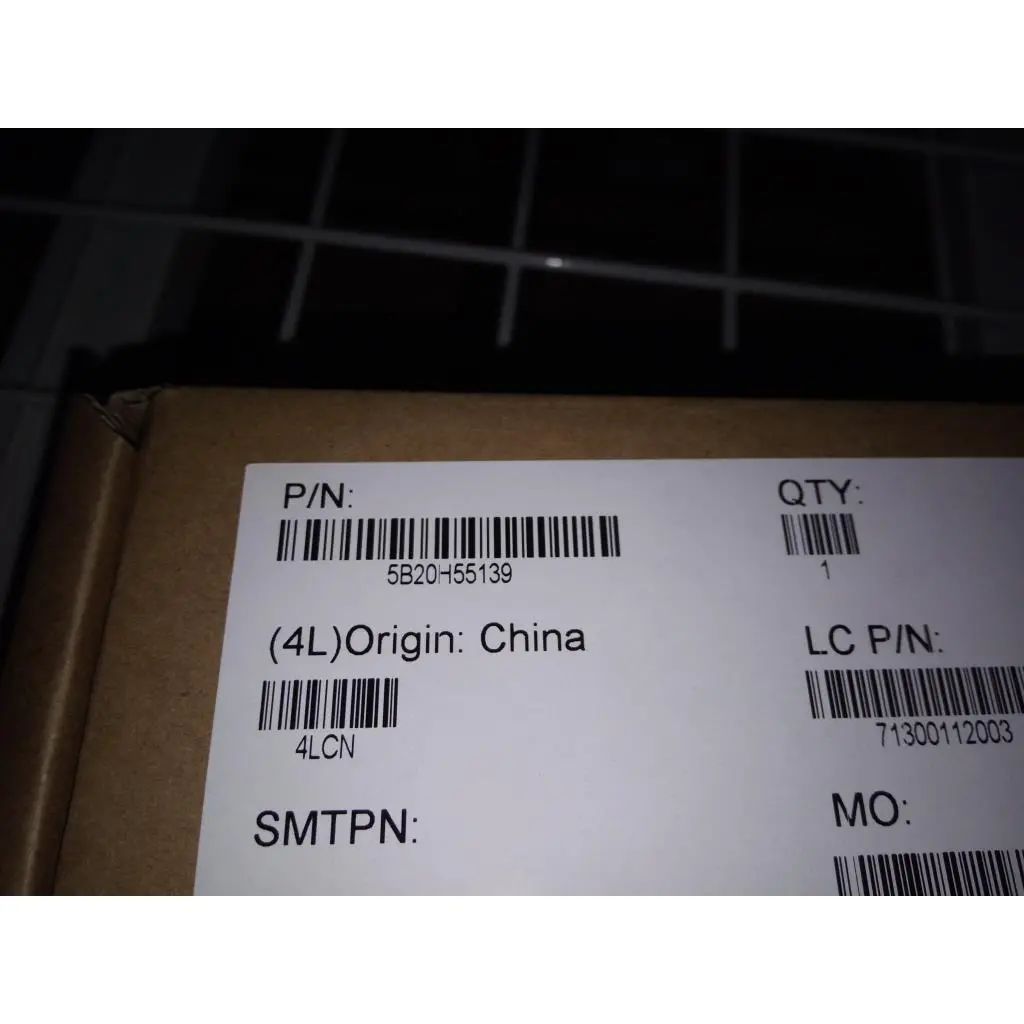 P/N:
5B20H55139
QTY:
1
(4L)Origin: China
4LCN
LC P/N:
71300112003
SMTPN:
MO: